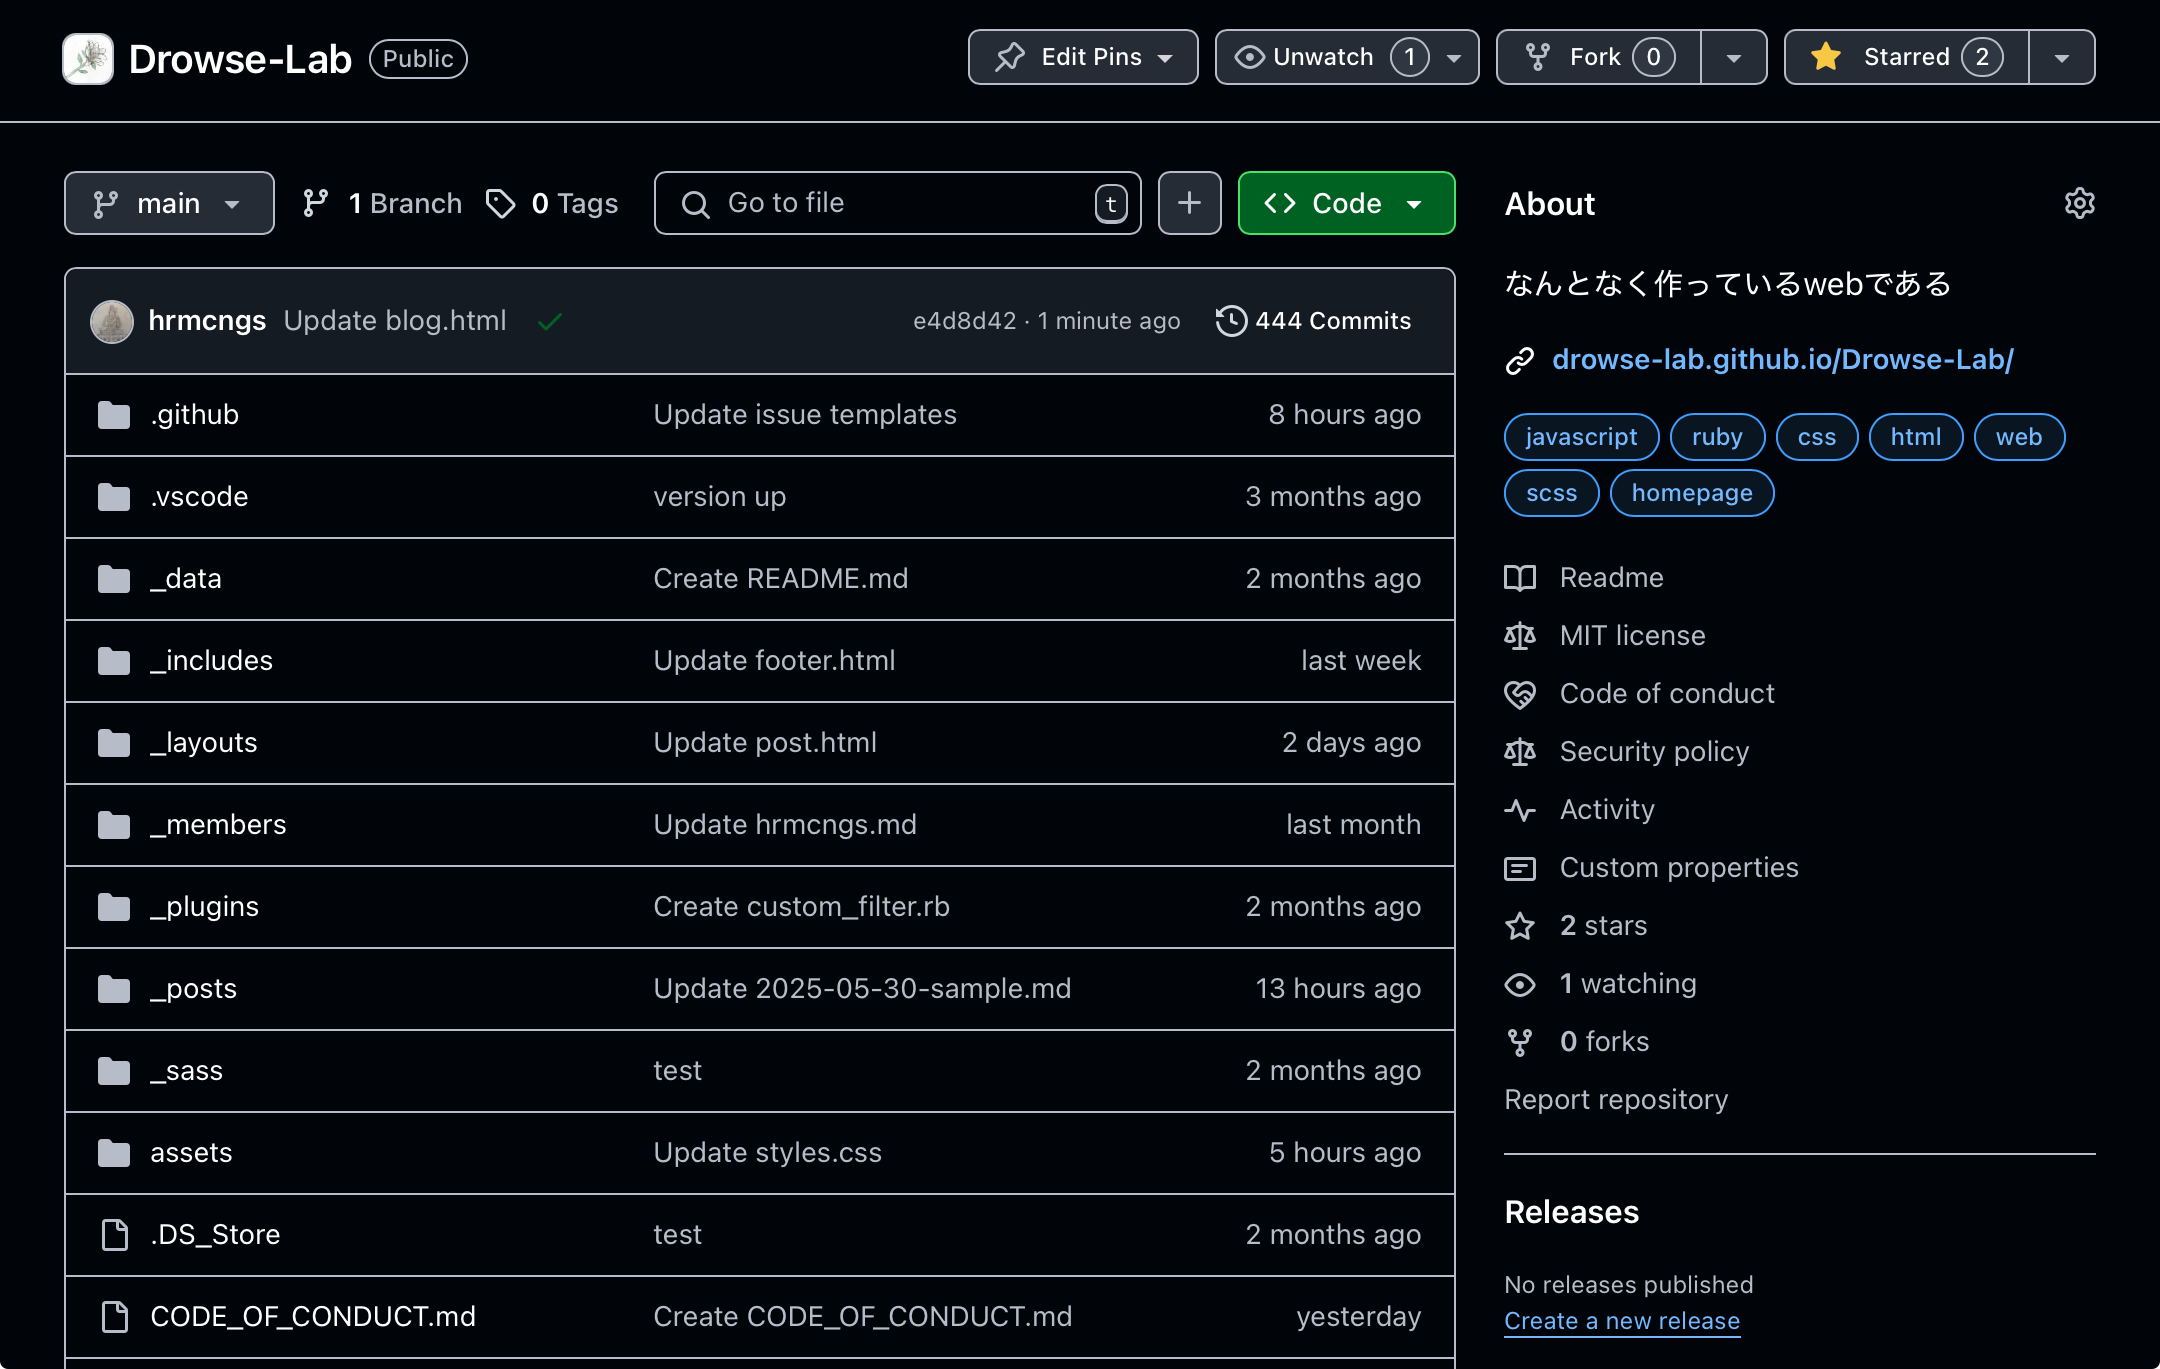 Drowse-Lab Public
Edit Pins Unwatch 1 Fork 0 Starred 2
main 1 Branch 0 Tags Go to file t Code
hrmcngs Update blog.html e4d8d42 · 1 minute ago 444 Commits
.github Update issue templates 8 hours ago
.vscode version up 3 months ago
_data Create README.md 2 months ago
_includes Update footer.html last week
_layouts Update post.html 2 days ago
_members Update hrmcngs.md last month
_plugins Create custom_filter.rb 2 months ago
_posts Update 2025-05-30-sample.md 13 hours ago
_sass test 2 months ago
assets Update styles.css 5 hours ago
.DS_Store test 2 months ago
CODE_OF_CONDUCT.md Create CODE_OF_CONDUCT.md yesterday
About
なんとなく作っているwebである
drowse-lab.github.io/Drowse-Lab/
javascript ruby css html web
scss homepage
Readme
MIT license
Code of conduct
Security policy
Activity
Custom properties
2 stars
1 watching
0 forks
Report repository
Releases
No releases published
Create a new release